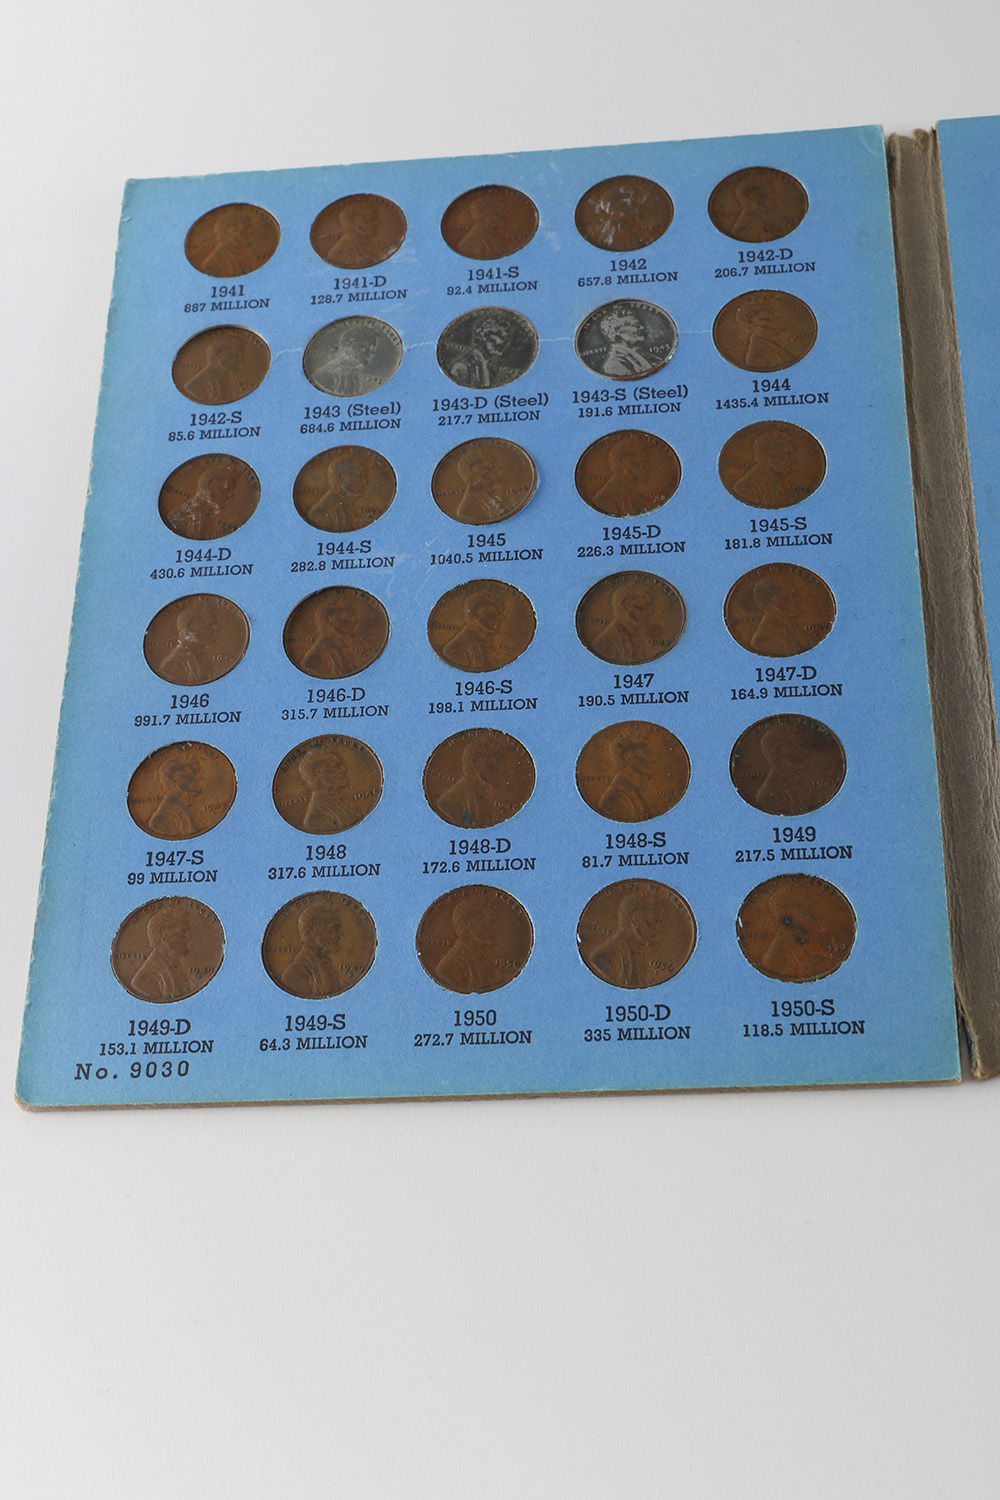 1941
887 MILLION
1941-D
128.7 MILLION
1941-S
92.4 MILLION
1942
657.8 MILLION
1942-D
206.7 MILLION
1942-S
85.6 MILLION
1943 (Steel)
684.6 MILLION
1943-D (Steel)
217.7 MILLION
1943-S (Steel)
191.6 MILLION
1944
1435.4 MILLION
1944-D
430.6 MILLION
1944-S
282.8 MILLION
1945
1040.5 MILLION
1945-D
226.3 MILLION
1945-S
181.8 MILLION
1946
991.7 MILLION
1946-D
315.7 MILLION
1946-S
198.1 MILLION
1947
190.5 MILLION
1947-D
164.9 MILLION
1947-S
99 MILLION
1948
317.6 MILLION
1948-D
172.6 MILLION
1948-S
81.7 MILLION
1949
217.5 MILLION
1949-D
153.1 MILLION
1949-S
64.3 MILLION
1950
272.7 MILLION
1950-D
335 MILLION
1950-S
118.5 MILLION
No. 9030